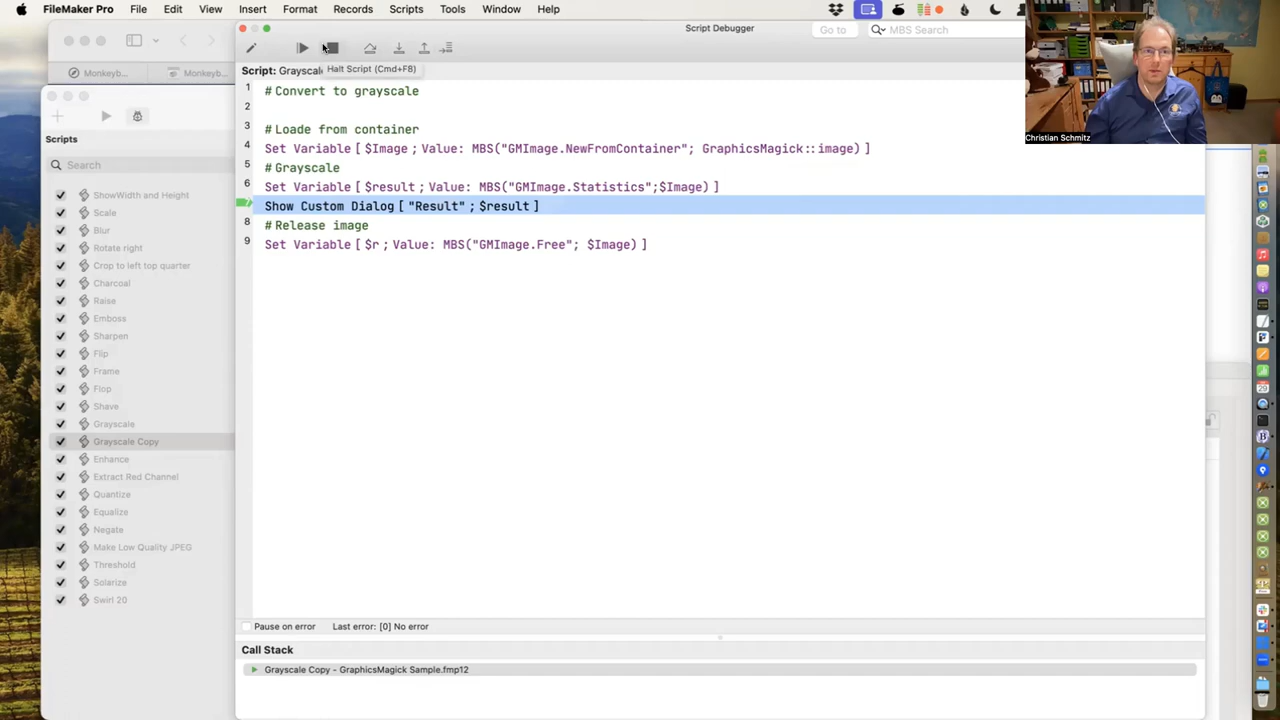 FileMaker Pro File Edit View Insert Format Records Scripts Tools Window Help
Script Debugger
Go to
MBS Search
Script: Grayscal
Halt Script (Cmd+F8)
Monkeyb...
Monkeyb...
Scripts
Search
ShowWidth and Height
Scale
Blur
Rotate right
Crop to left top quarter
Charcoal
Raise
Emboss
Sharpen
Flip
Frame
Flop
Shave
Grayscale
Grayscale Copy
Enhance
Extract Red Channel
Quantize
Equalize
Negate
Make Low Quality JPEG
Threshold
Solarize
Swirl 20
1 # Convert to grayscale
2
3 # Loade from container
4 Set Variable [ $Image ; Value: MBS("GMImage.NewFromContainer"; GraphicsMagick::image) ]
5 # Grayscale
6 Set Variable [ $result ; Value: MBS("GMImage.Statistics";$Image) ]
7 Show Custom Dialog [ "Result" ; $result ]
8 # Release image
9 Set Variable [ $r ; Value: MBS("GMImage.Free"; $Image) ]
Pause on error Last error: [0] No error
Call Stack
Grayscale Copy - GraphicsMagick Sample.fmp12
Christian Schmitz
29